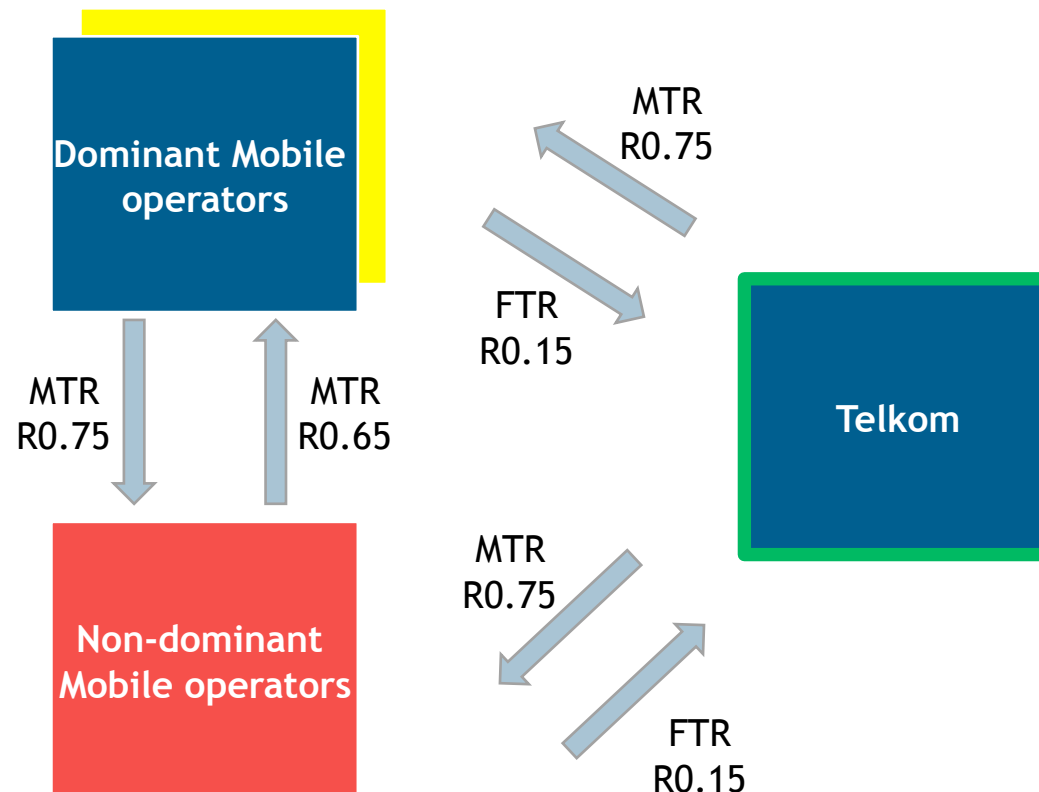 MTR
R0.75
Dominant Mobile
operators
FTR
R0.15
MTR
R0.75
MTR
R0.65
Telkom
MTR
R0.75
Non-dominant
Mobile operators
FTR
R0.15